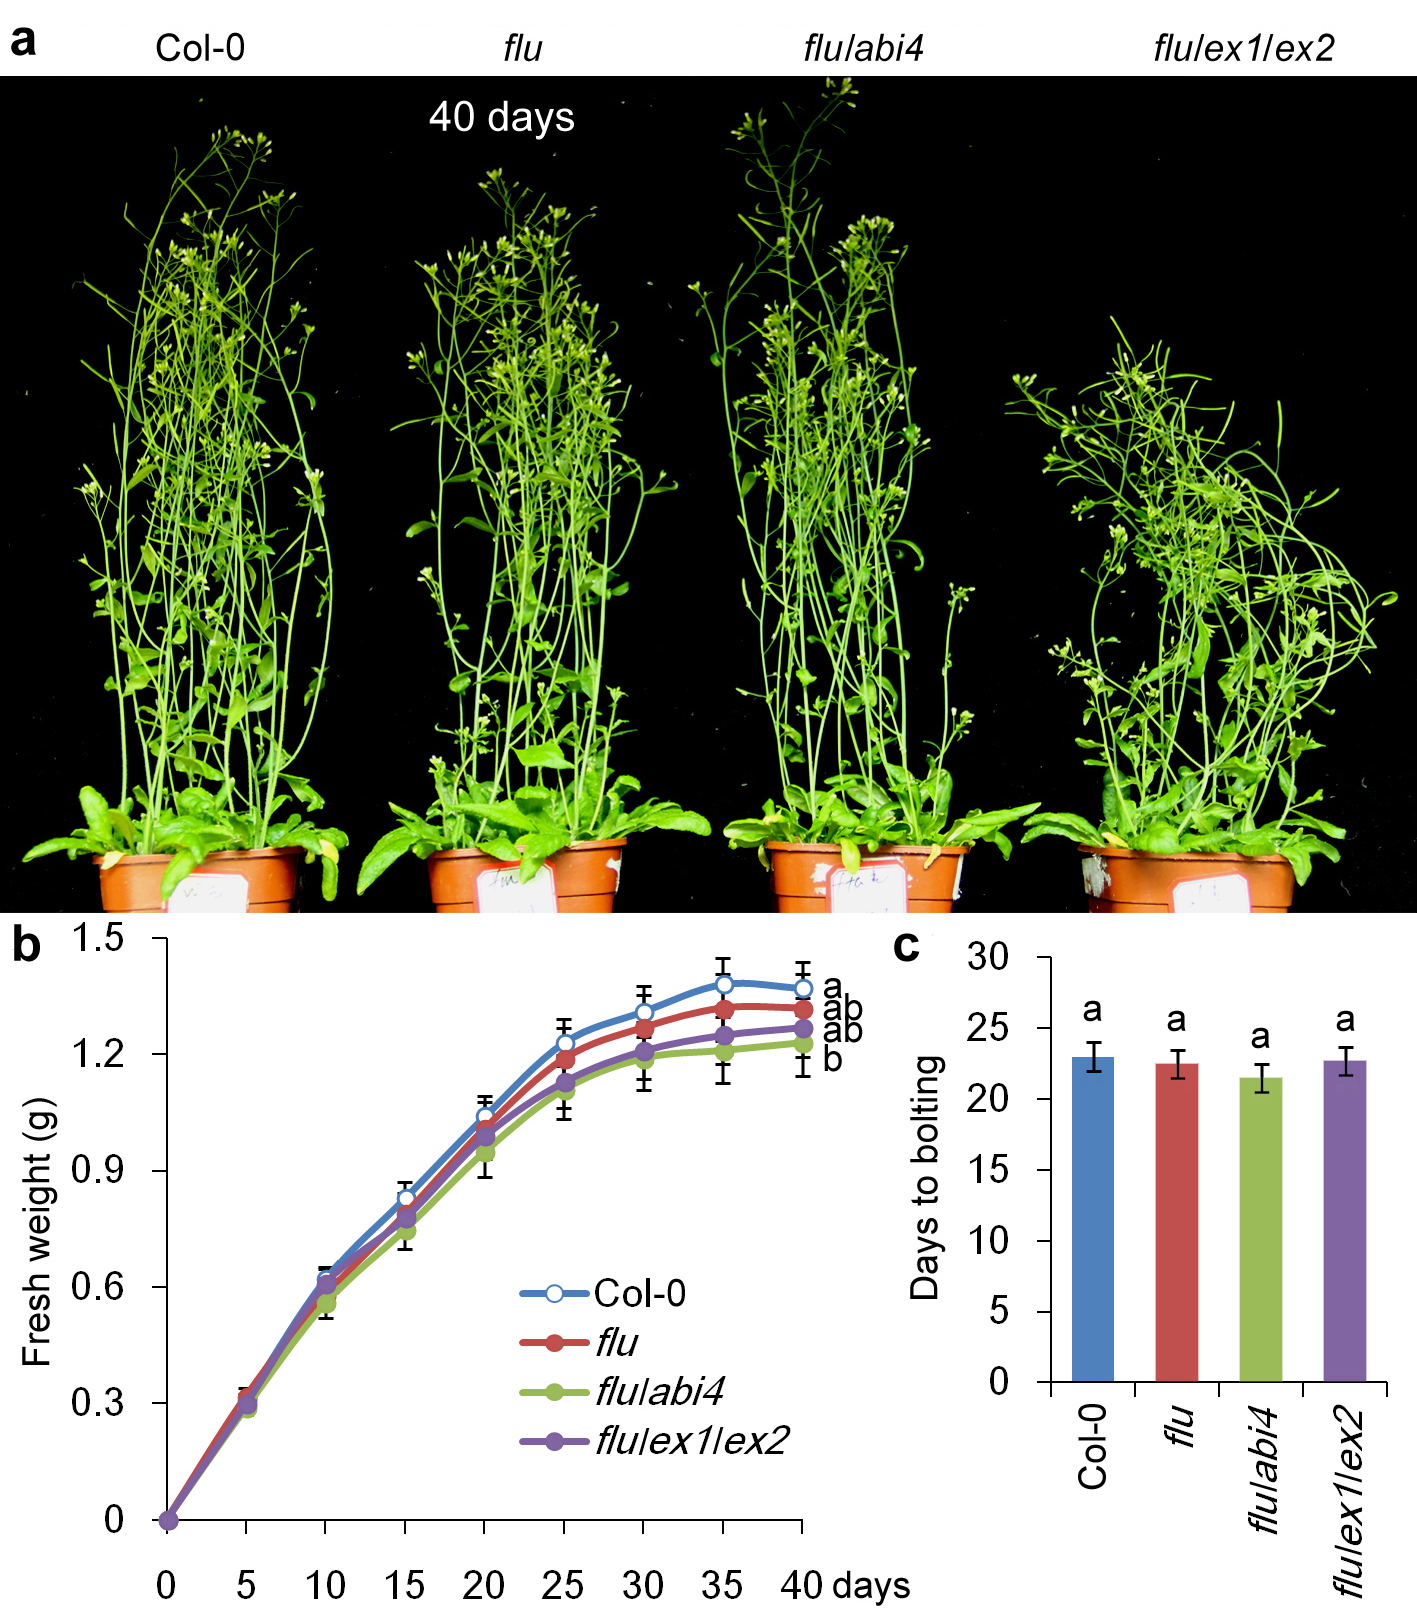 a
Col-0 flu flu/abi4 flu/ex1/ex2
40 days
b
1.5
1.2
0.9
0.6
0.3
0
Fresh weight (g)
a
ab
ab
b
Col-0
flu
flu/abi4
flu/ex1/ex2
0 5 10 15 20 25 30 35 40 days
c
30
25
20
15
10
5
0
Days to bolting
a a a a
Col-0
flu
flu/abi4
flu/ex1/ex2